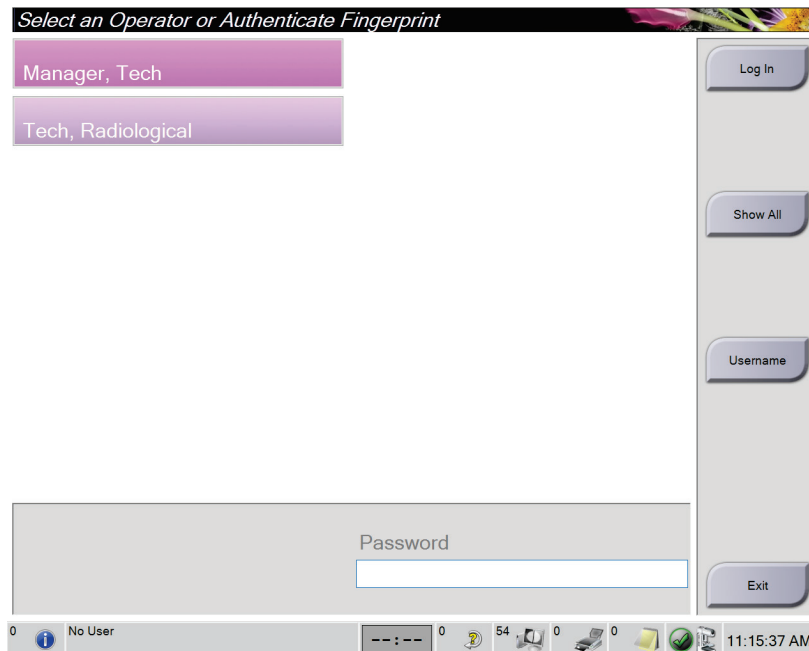 Select an Operator or Authenticate Fingerprint
Manager, Tech
Tech, Radiological
Log In
Show All
Username
Password
Exit
0 No User --:-- 0 54 0 0 11:15:37 AM